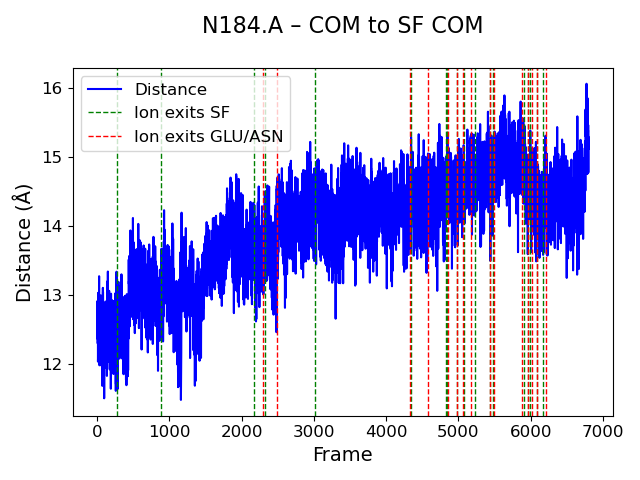 N184.A – COM to SF COM
Distance
Ion exits SF
Ion exits GLU/ASN
Distance (Å)
16
15
14
13
12
0 1000 2000 3000 4000 5000 6000 7000
Frame